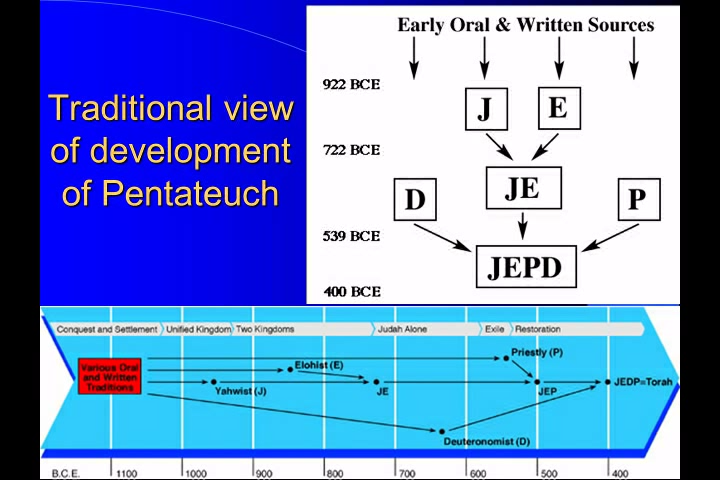 Traditional view
of development
of Pentateuch
Early Oral & Written Sources
922 BCE
J E
722 BCE
JE
D P
539 BCE
JEPD
400 BCE
Conquest and Settlement Unified Kingdom Two Kingdoms Judah Alone Exile Restoration
Priestly (P)
Various Oral
and Written
Traditions
Elohist (E)
Yahwist (J) JE JEP JEDP=Torah
Deuteronomist (D)
B.C.E. 1100 1000 900 800 700 600 500 400